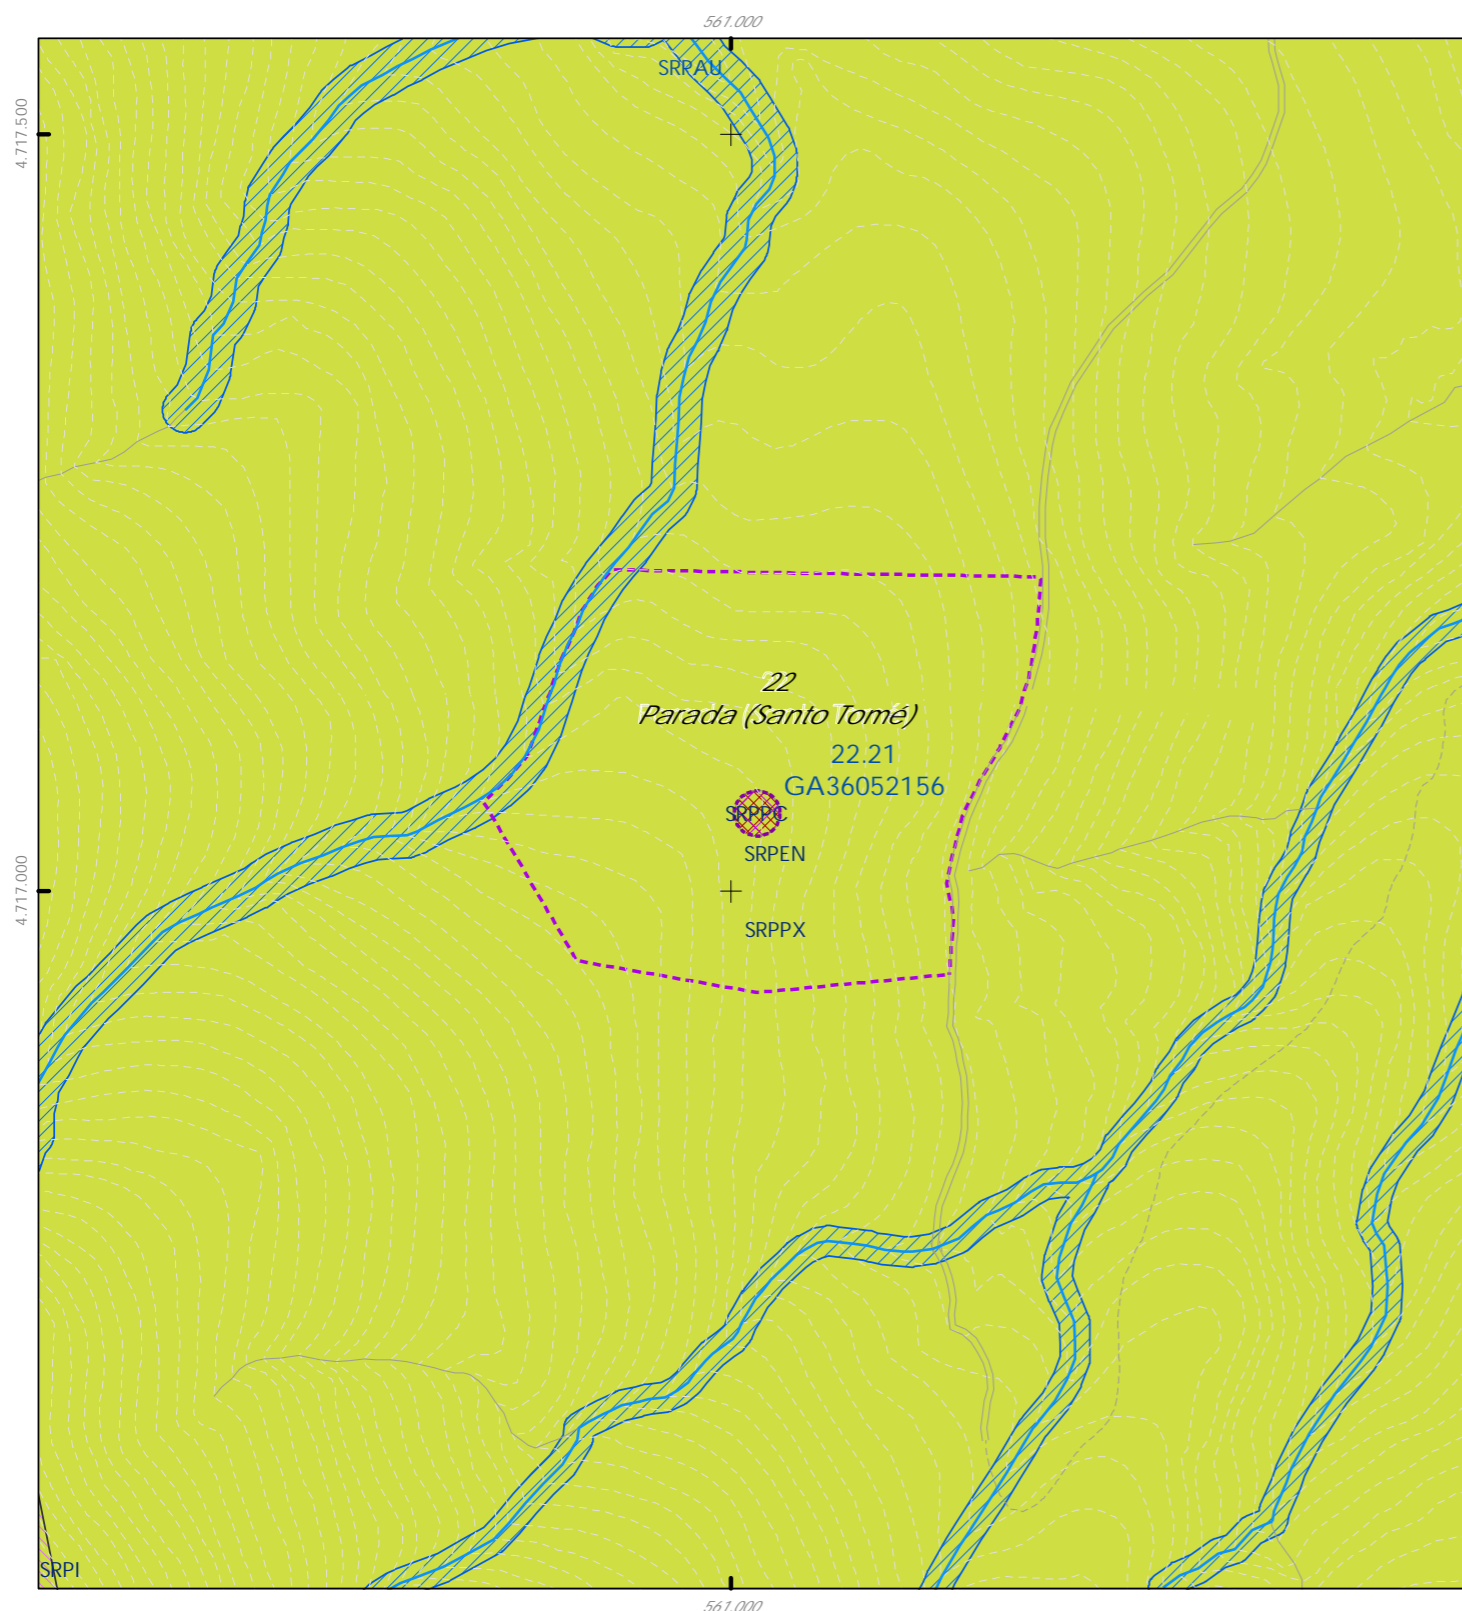 561.000
SRPAU
4.717.500
22
Parada (Santo Tomé)
22.21
GA36052156
SRPPC
SRPEN
4.717.000
SRPPX
SRPI
561.000